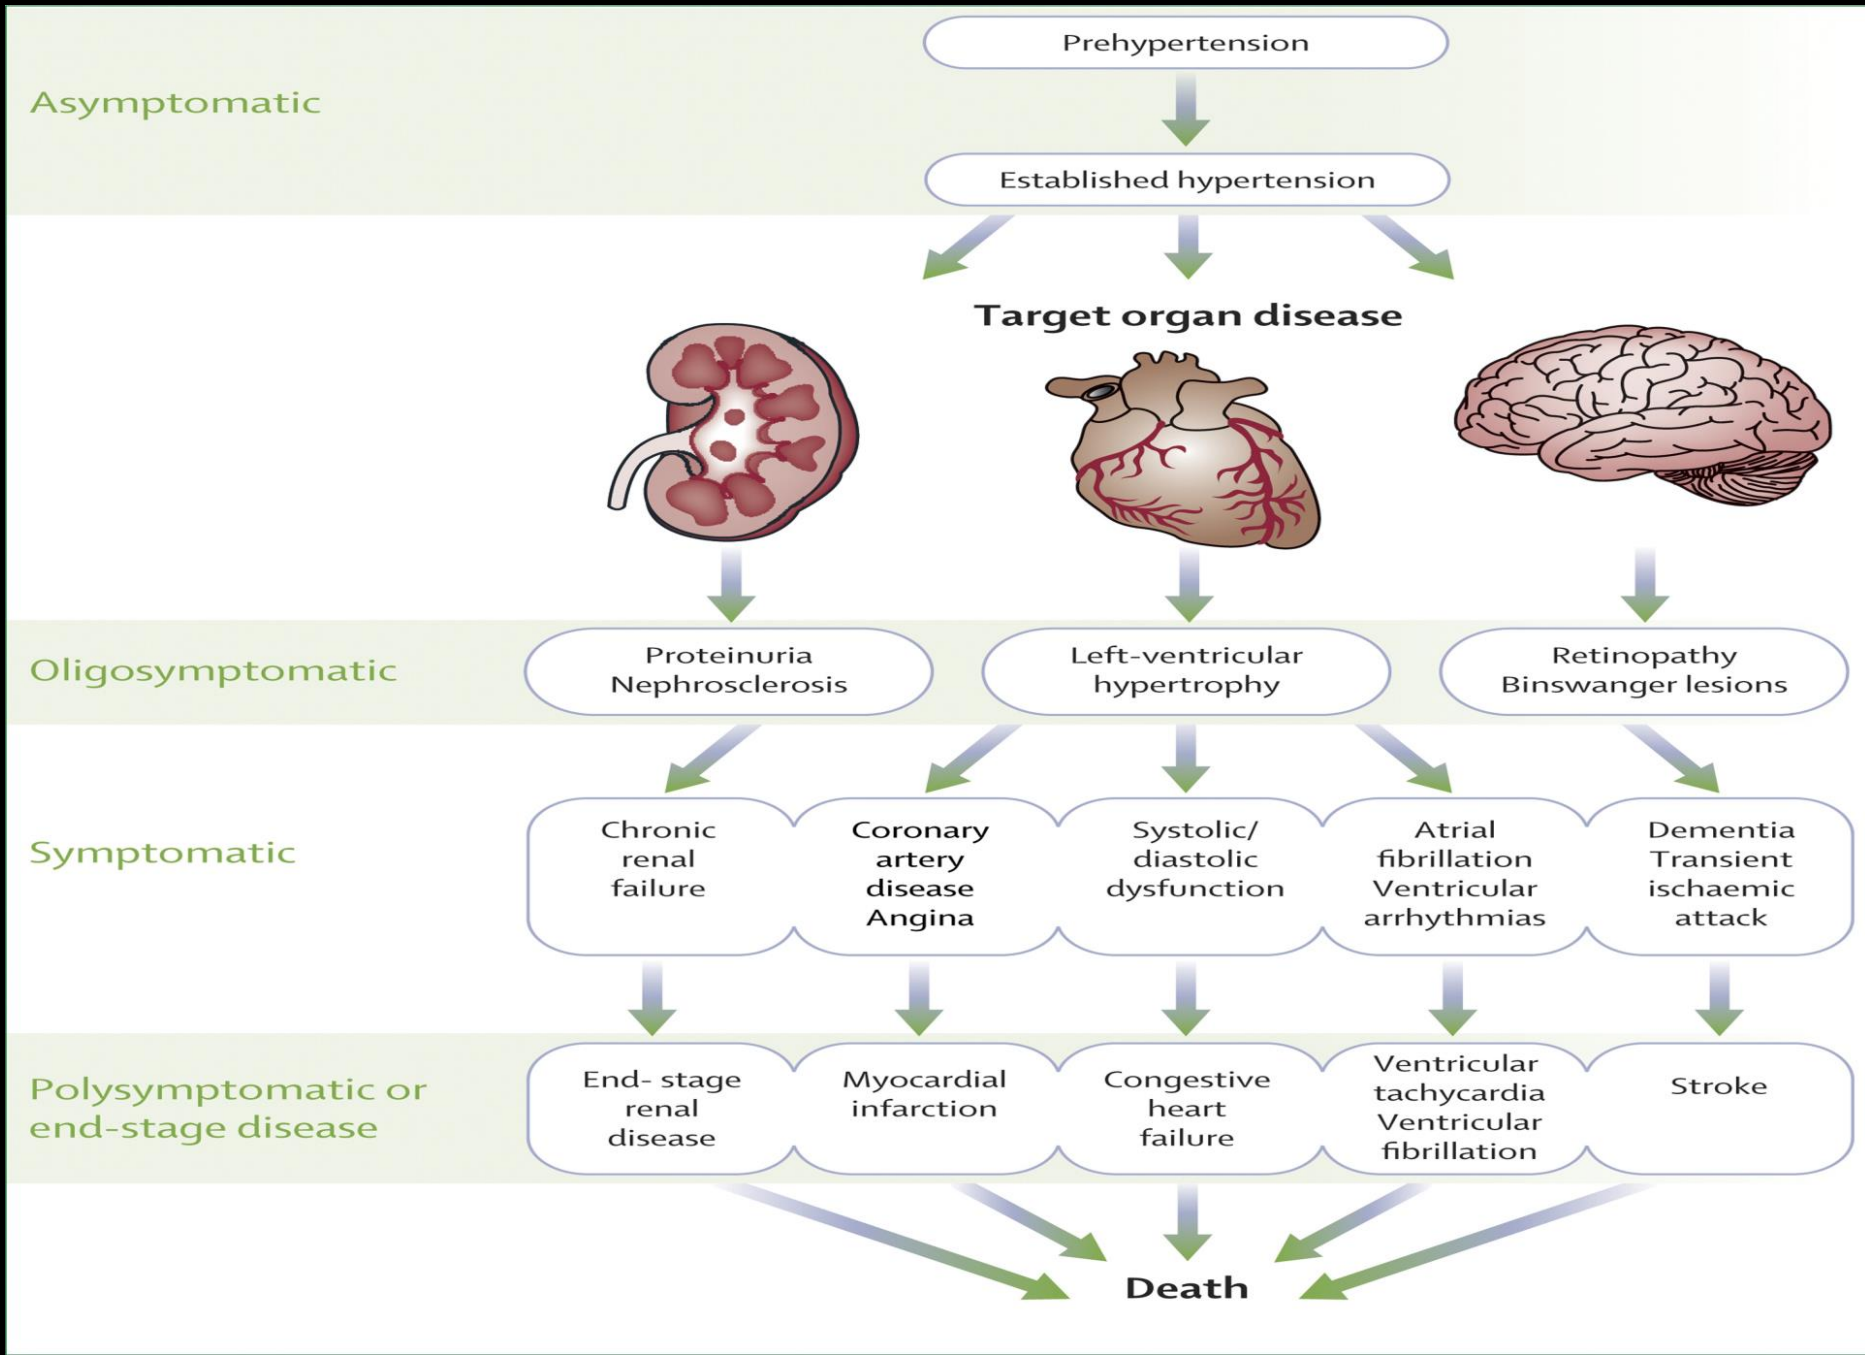 Prehypertension
Asymptomatic
Established hypertension
Target organ disease
Oligosymptomatic
Proteinuria
Nephrosclerosis
Left-ventricular
hypertrophy
Retinopathy
Binswanger lesions
Symptomatic
Chronic
renal
failure
Coronary
artery
disease
Angina
Systolic/
diastolic
dysfunction
Atrial
fibrillation
Ventricular
arrhythmias
Dementia
Transient
ischaemic
attack
Polysymptomatic or
end-stage disease
End- stage
renal
disease
Myocardial
infarction
Congestive
heart
failure
Ventricular
tachycardia
Ventricular
fibrillation
Stroke
Death